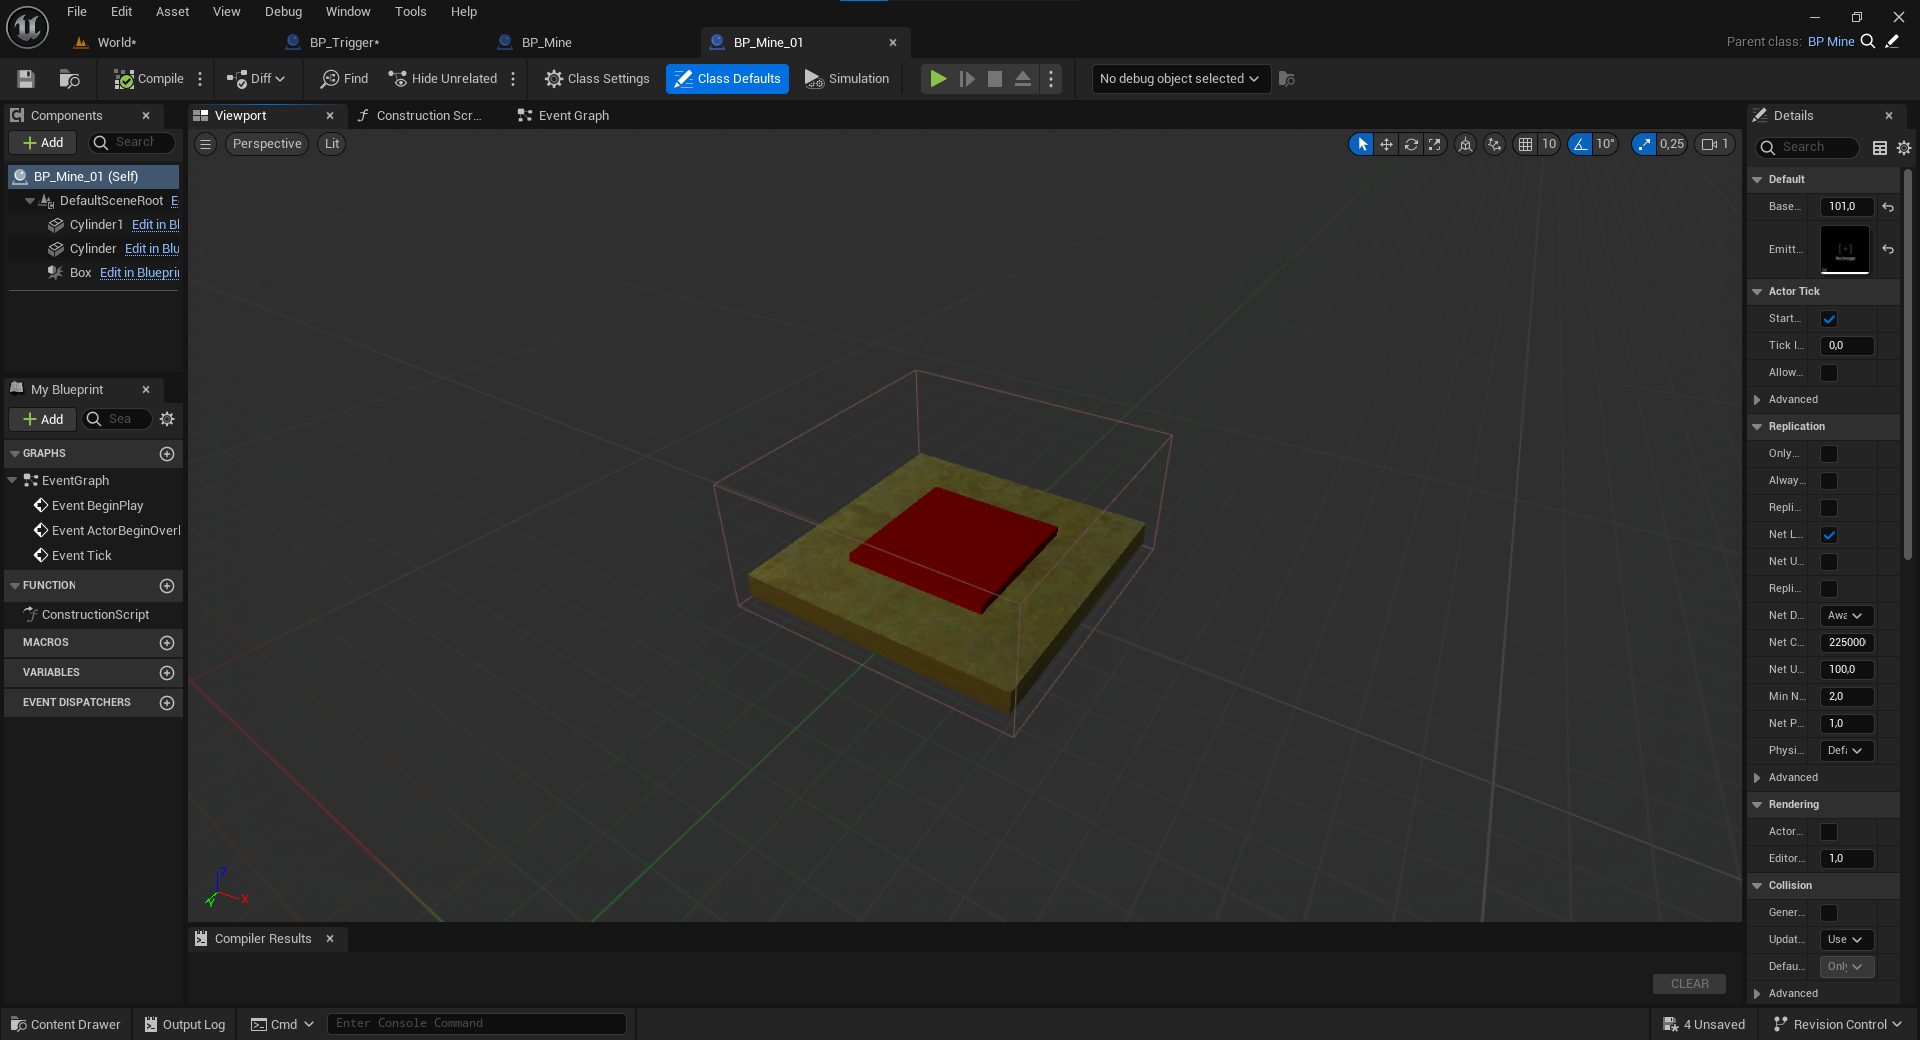 File Edit Asset View Debug Window Tools Help
World* BP_Trigger* BP_Mine BP_Mine_01
Parent class: BP Mine
Compile Diff Find Hide Unrelated Class Settings Class Defaults Simulation No debug object selected
Components
Add Search
BP_Mine_01 (Self)
DefaultSceneRoot E
Cylinder1 Edit in Bl
Cylinder Edit in Blu
Box Edit in Bluepri
My Blueprint
Add Sea
GRAPHS
EventGraph
Event BeginPlay
Event ActorBeginOverl
Event Tick
FUNCTION
ConstructionScript
MACROS
VARIABLES
EVENT DISPATCHERS
Viewport Construction Scr... Event Graph
Perspective Lit
10 10° 0,25 1
Z
X
Y
Compiler Results
CLEAR
Details
Search
Default
Base... 101,0
Emitt...
Actor Tick
Start...
Tick I... 0,0
Allow...
Advanced
Replication
Only...
Alway...
Repli...
Net L...
Net U...
Repli...
Net D... Awa
Net C... 225000
Net U... 100,0
Min N... 2,0
Net P... 1,0
Physi... Defa
Advanced
Rendering
Actor...
Editor... 1,0
Collision
Gener...
Updat... Use
Defau... Only
Advanced
Content Drawer Output Log Cmd Enter Console Command
4 Unsaved Revision Control